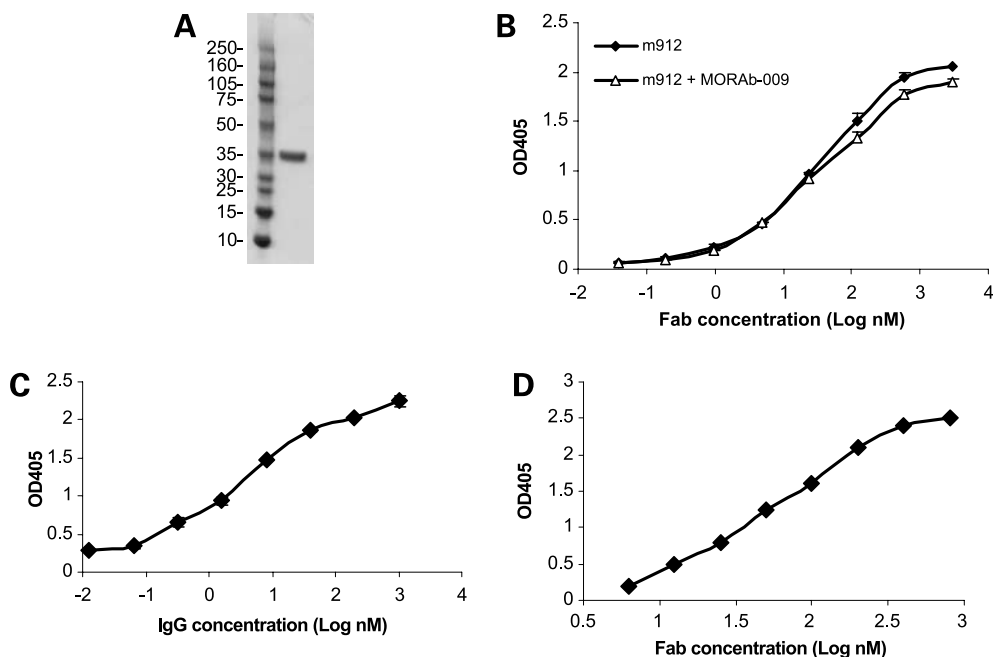 A
250-
160-
105-
75-
50-
35-
30-
25-
15-
10-
B
m912
m912 + MORAb-009
2.5
2
1.5
1
0.5
0
OD405
-2 -1 0 1 2 3 4
Fab concentration (Log nM)
C
2.5
2
1.5
1
0.5
0
OD405
-2 -1 0 1 2 3 4
IgG concentration (Log nM)
D
3
2.5
2
1.5
1
0.5
0
OD405
0.5 1 1.5 2 2.5 3
Fab concentration (Log nM)